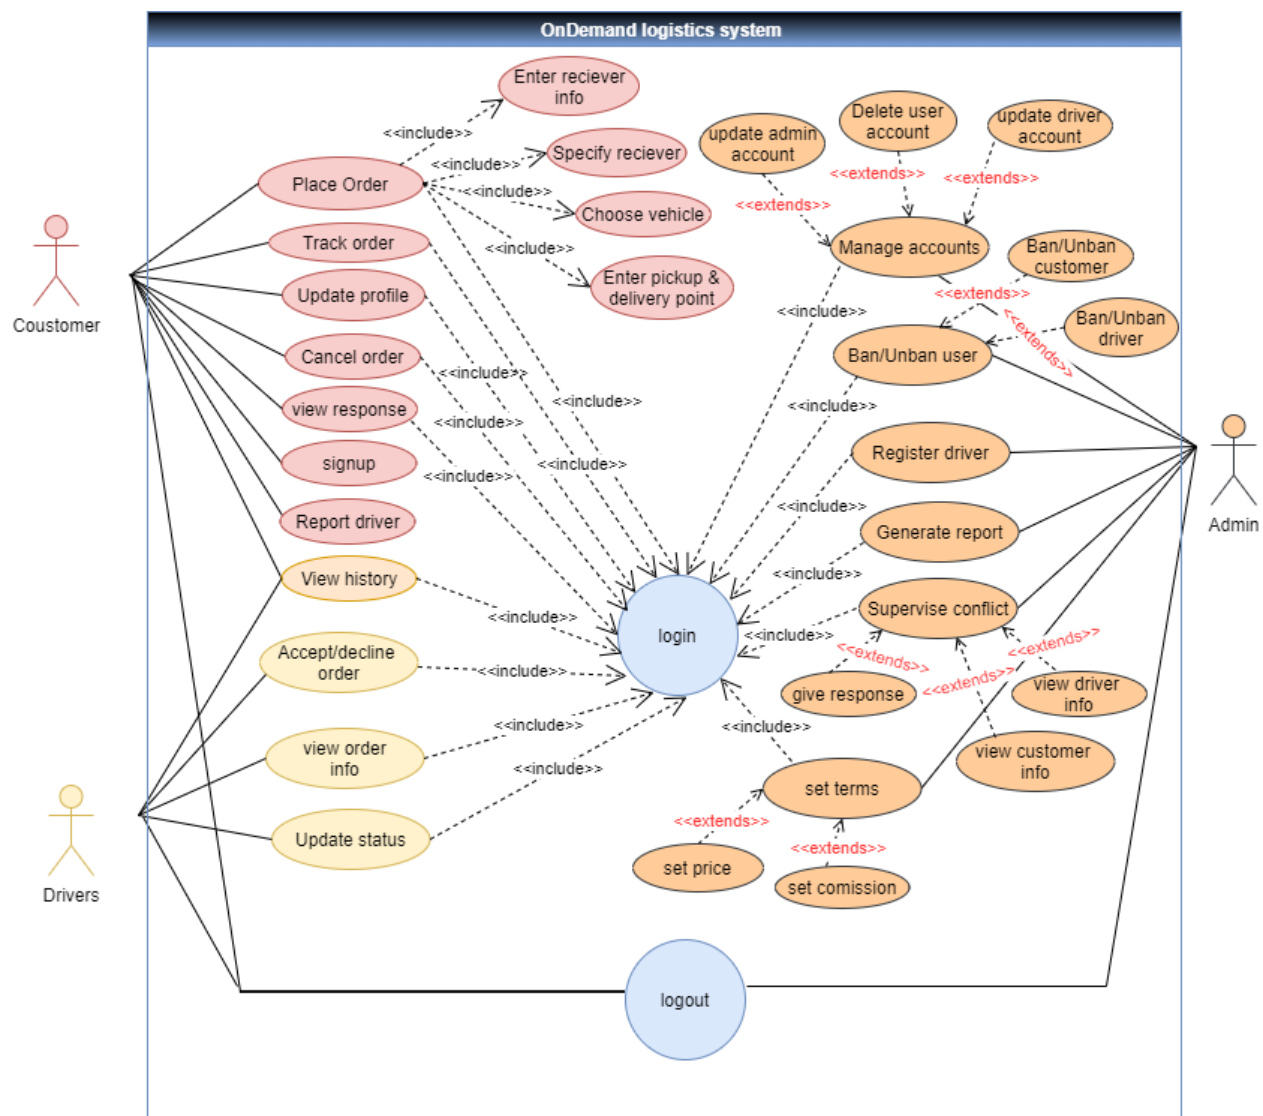 OnDemand logistics system
Enter reciever
info
<<include>>
Specify reciever
<<include>>
Place Order
Choose vehicle
<<include>>
<<include>>
Enter pickup &
delivery point
Track order
Update profile
Cancel order
view response
signup
Report driver
View history
Accept/decline
order
view order
info
Update status
Coustomer
Drivers
<<include>>
<<include>>
<<include>>
<<include>>
<<include>>
<<include>>
<<include>>
<<include>>
<<include>>
login
logout
update admin
account
Delete user
account
update driver
account
<<extends>>
<<extends>>
<<extends>>
Manage accounts
Ban/Unban
customer
<<extends>>
<<extends>>
Ban/Unban
driver
Ban/Unban user
<<include>>
<<include>>
Register driver
<<include>>
Generate report
<<include>>
Supervise conflict
<<include>>
<<extends>>
<<extends>>
<<extends>>
give response
view driver
info
view customer
info
<<include>>
set terms
<<extends>>
<<extends>>
set price
set comission
Admin